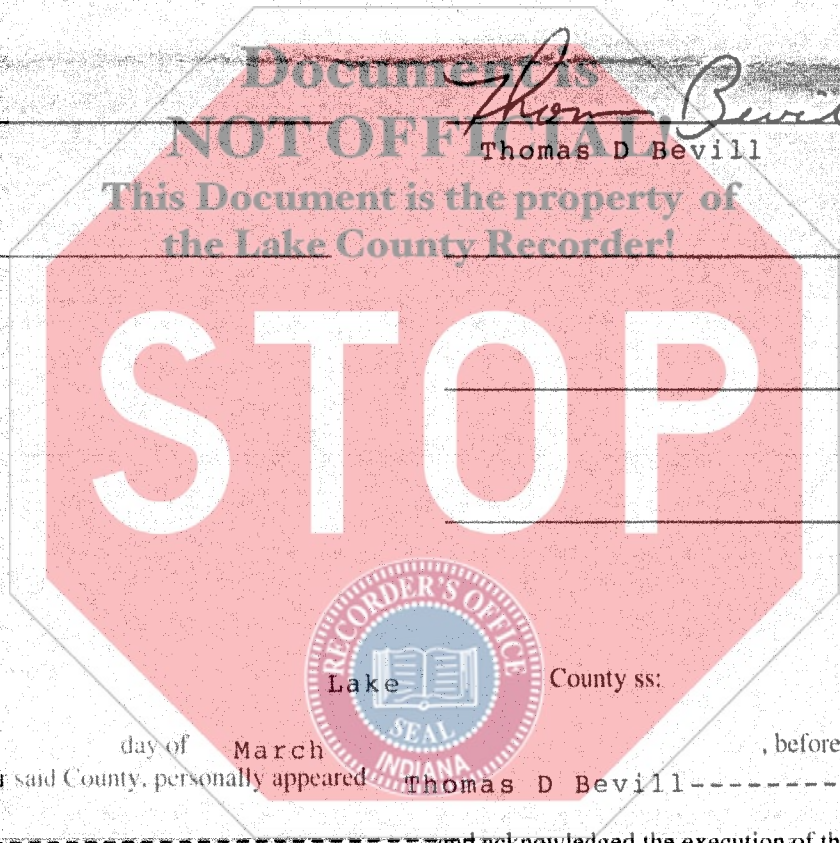 Document is
NOT OFFICIAL!
Thomas D Bevill
This Document is the property of
the Lake County Recorder!
STOP
RECORDER'S OFFICE
Lake County ss:
SEAL
INDIANA
day of March , before
said County, personally appeared Thomas D Bevill---------
acknowledged the execution of th